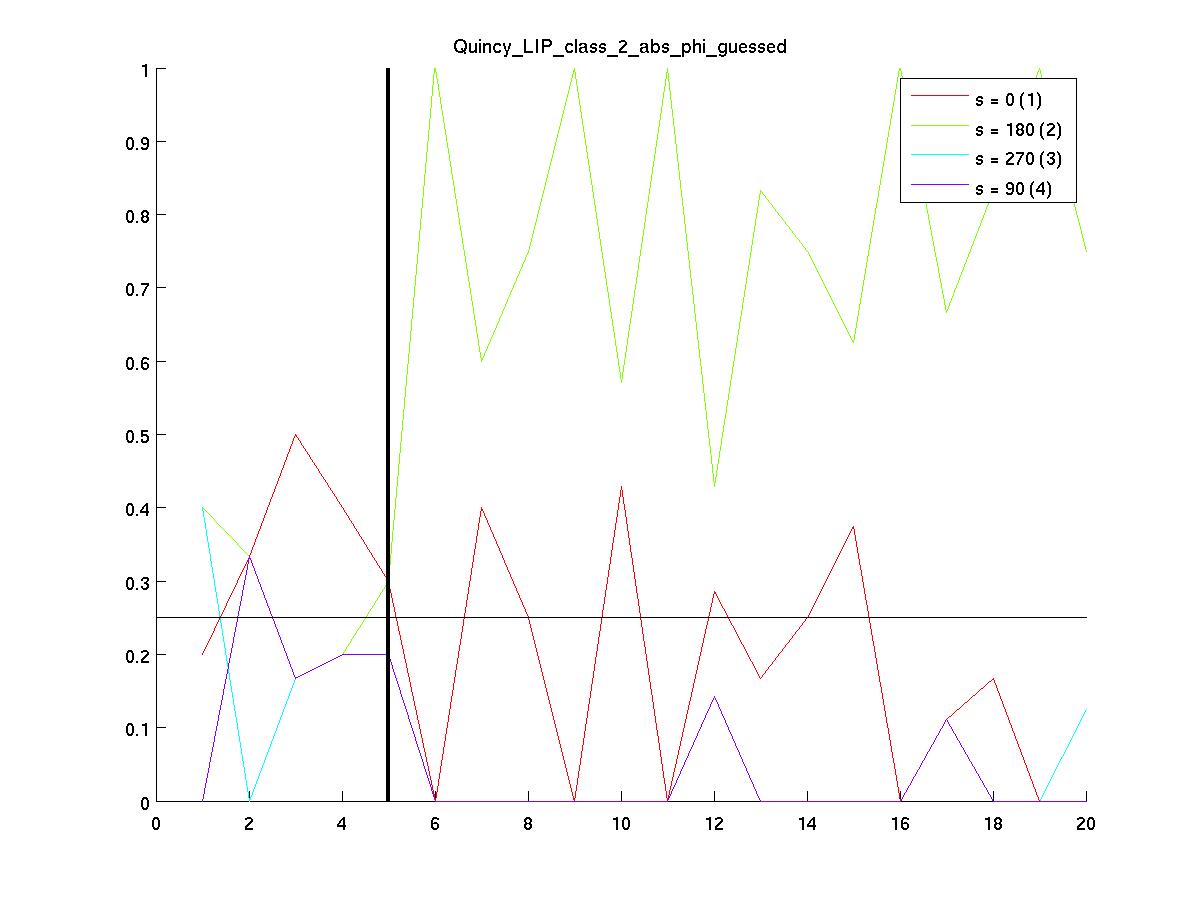 Quincy_LIP_class_2_abs_phi_guessed
1
0.9
0.8
0.7
0.6
0.5
0.4
0.3
0.2
0.1
0
s = 0 (1)
s = 180 (2)
s = 270 (3)
s = 90 (4)
0 2 4 6 8 10 12 14 16 18 20